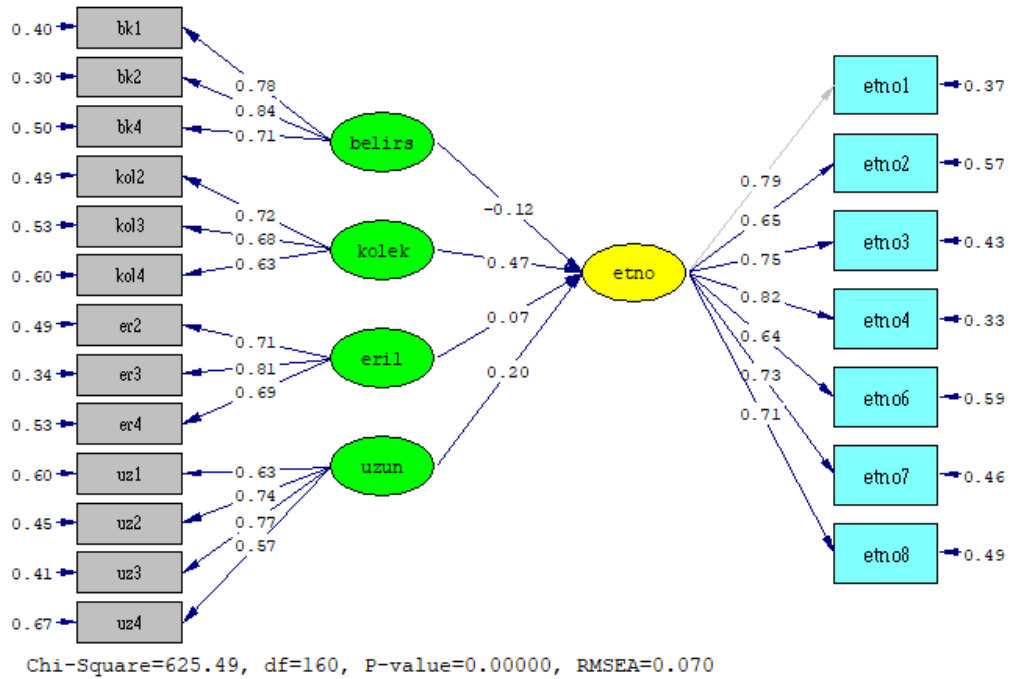 0.40 bk1
0.30 bk2
0.50 bk4
0.49 kol2
0.53 kol3
0.60 kol4
0.49 er2
0.34 er3
0.53 er4
0.60 uz1
0.45 uz2
0.41 uz3
0.67 uz4
0.78
0.84
0.71
0.72
0.68
0.63
0.71
0.81
0.69
0.63
0.74
0.77
0.57
belirs
kolek
eril
uzun
-0.12
0.47
0.07
0.20
etno
0.79
0.65
0.75
0.82
0.64
0.73
0.71
etno1 0.37
etno2 0.57
etno3 0.43
etno4 0.33
etno6 0.59
etno7 0.46
etno8 0.49
Chi-Square=625.49, df=160, P-value=0.00000, RMSEA=0.070